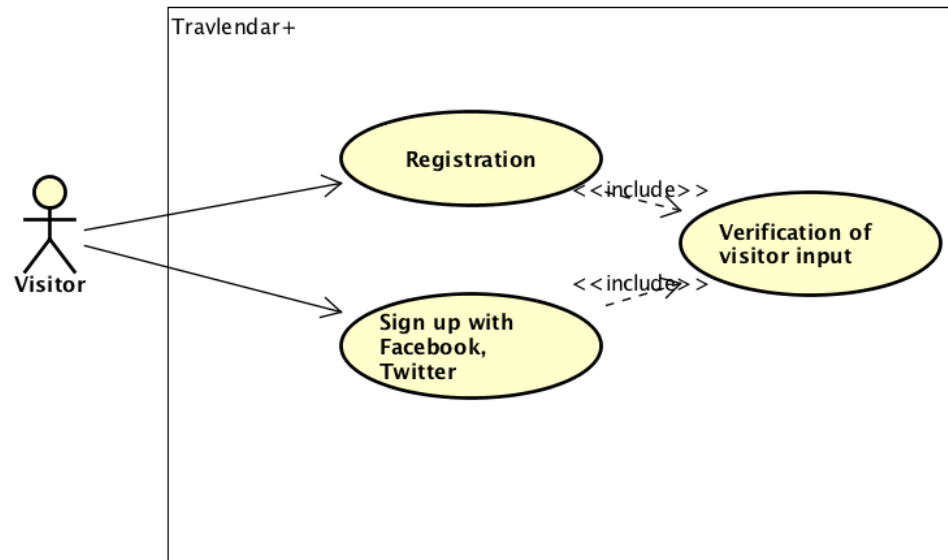 Travlendar+
Registration
<<include>>
Verification of
visitor input
Visitor
<<include>>
Sign up with
Facebook,
Twitter